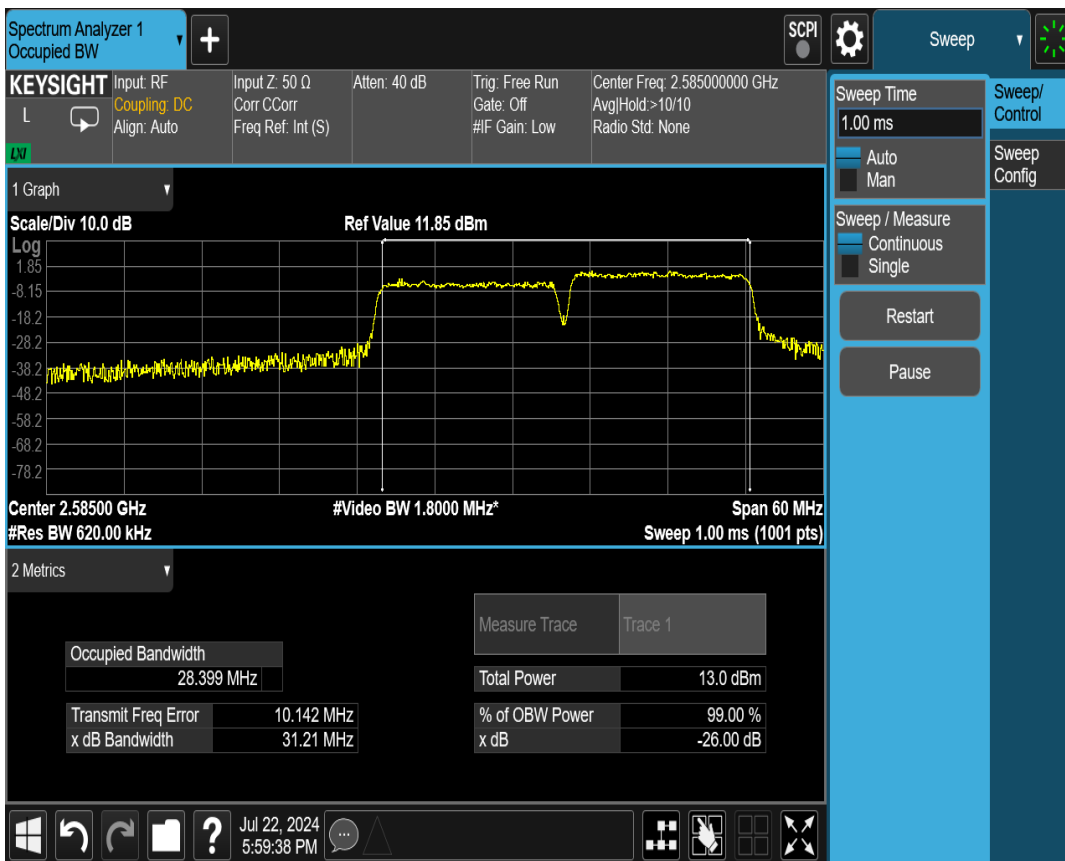 Spectrum Analyzer 1
Occupied BW
+
SCPI
Sweep
KEYSIGHT
L
LXI
Input: RF
Coupling: DC
Align: Auto
Input Z: 50 Ω
Corr CCorr
Freq Ref: Int (S)
Atten: 40 dB
Trig: Free Run
Gate: Off
#IF Gain: Low
Center Freq: 2.585000000 GHz
Avg|Hold:>10/10
Radio Std: None
Sweep Time
1.00 ms
Auto
Man
Sweep / Measure
Continuous
Single
Restart
Pause
Sweep/
Control
Sweep
Config
1 Graph
Scale/Div 10.0 dB
Ref Value 11.85 dBm
Log
1.85
-8.15
-18.2
-28.2
-38.2
-48.2
-58.2
-68.2
-78.2
Center 2.58500 GHz
#Video BW 1.8000 MHz*
Span 60 MHz
#Res BW 620.00 kHz
Sweep 1.00 ms (1001 pts)
2 Metrics
Measure Trace Trace 1
Occupied Bandwidth
28.399 MHz
Total Power 13.0 dBm
Transmit Freq Error 10.142 MHz
% of OBW Power 99.00 %
x dB Bandwidth 31.21 MHz
x dB -26.00 dB
?
Jul 22, 2024
5:59:38 PM